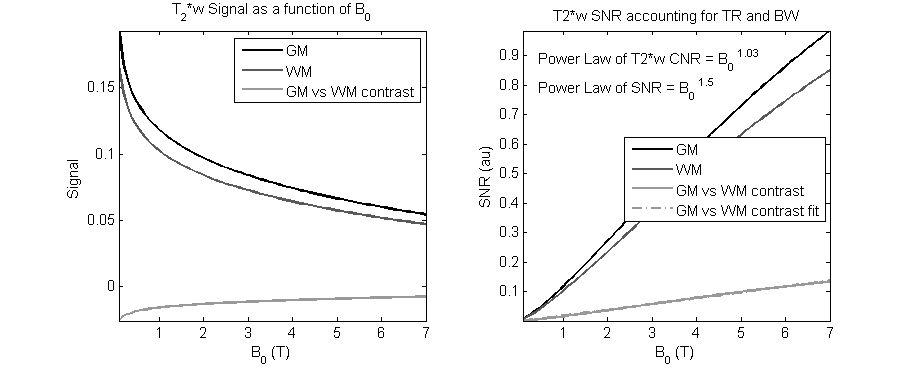 T2*w Signal as a function of B0
Signal
0.15
0.1
0.05
0
1 2 3 4 5 6 7
B0 (T)
GM
WM
GM vs WM contrast
T2*w SNR accounting for TR and BW
Power Law of T2*w CNR = B0^1.03
Power Law of SNR = B0^1.5
SNR (au)
0.9
0.8
0.7
0.6
0.5
0.4
0.3
0.2
0.1
1 2 3 4 5 6 7
B0 (T)
GM
WM
GM vs WM contrast
GM vs WM contrast fit